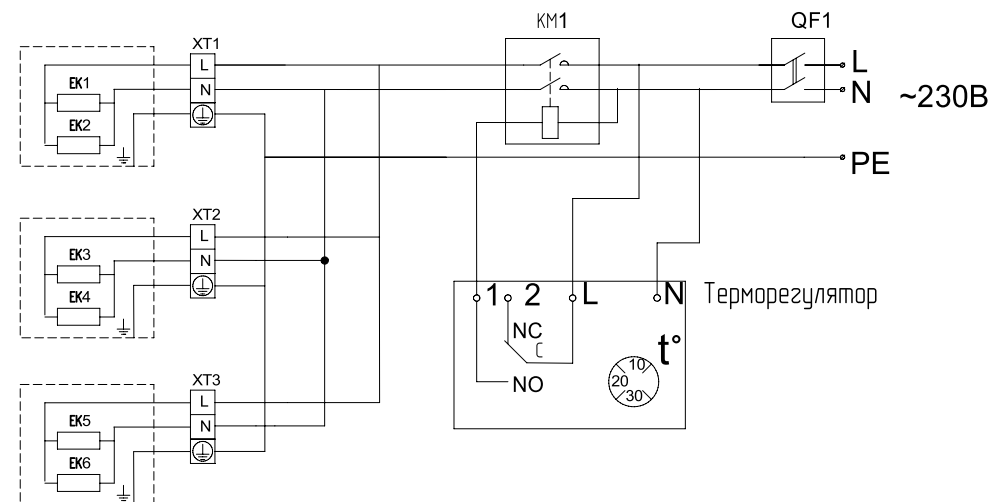 KM1
QF1
XT1
L
EK1
N
EK2
L
N
~230В
PE
XT2
L
EK3
N
EK4
1
2
L
N
Терморегулятор
NC
C
t°
NO
10
20
30
XT3
L
EK5
N
EK6